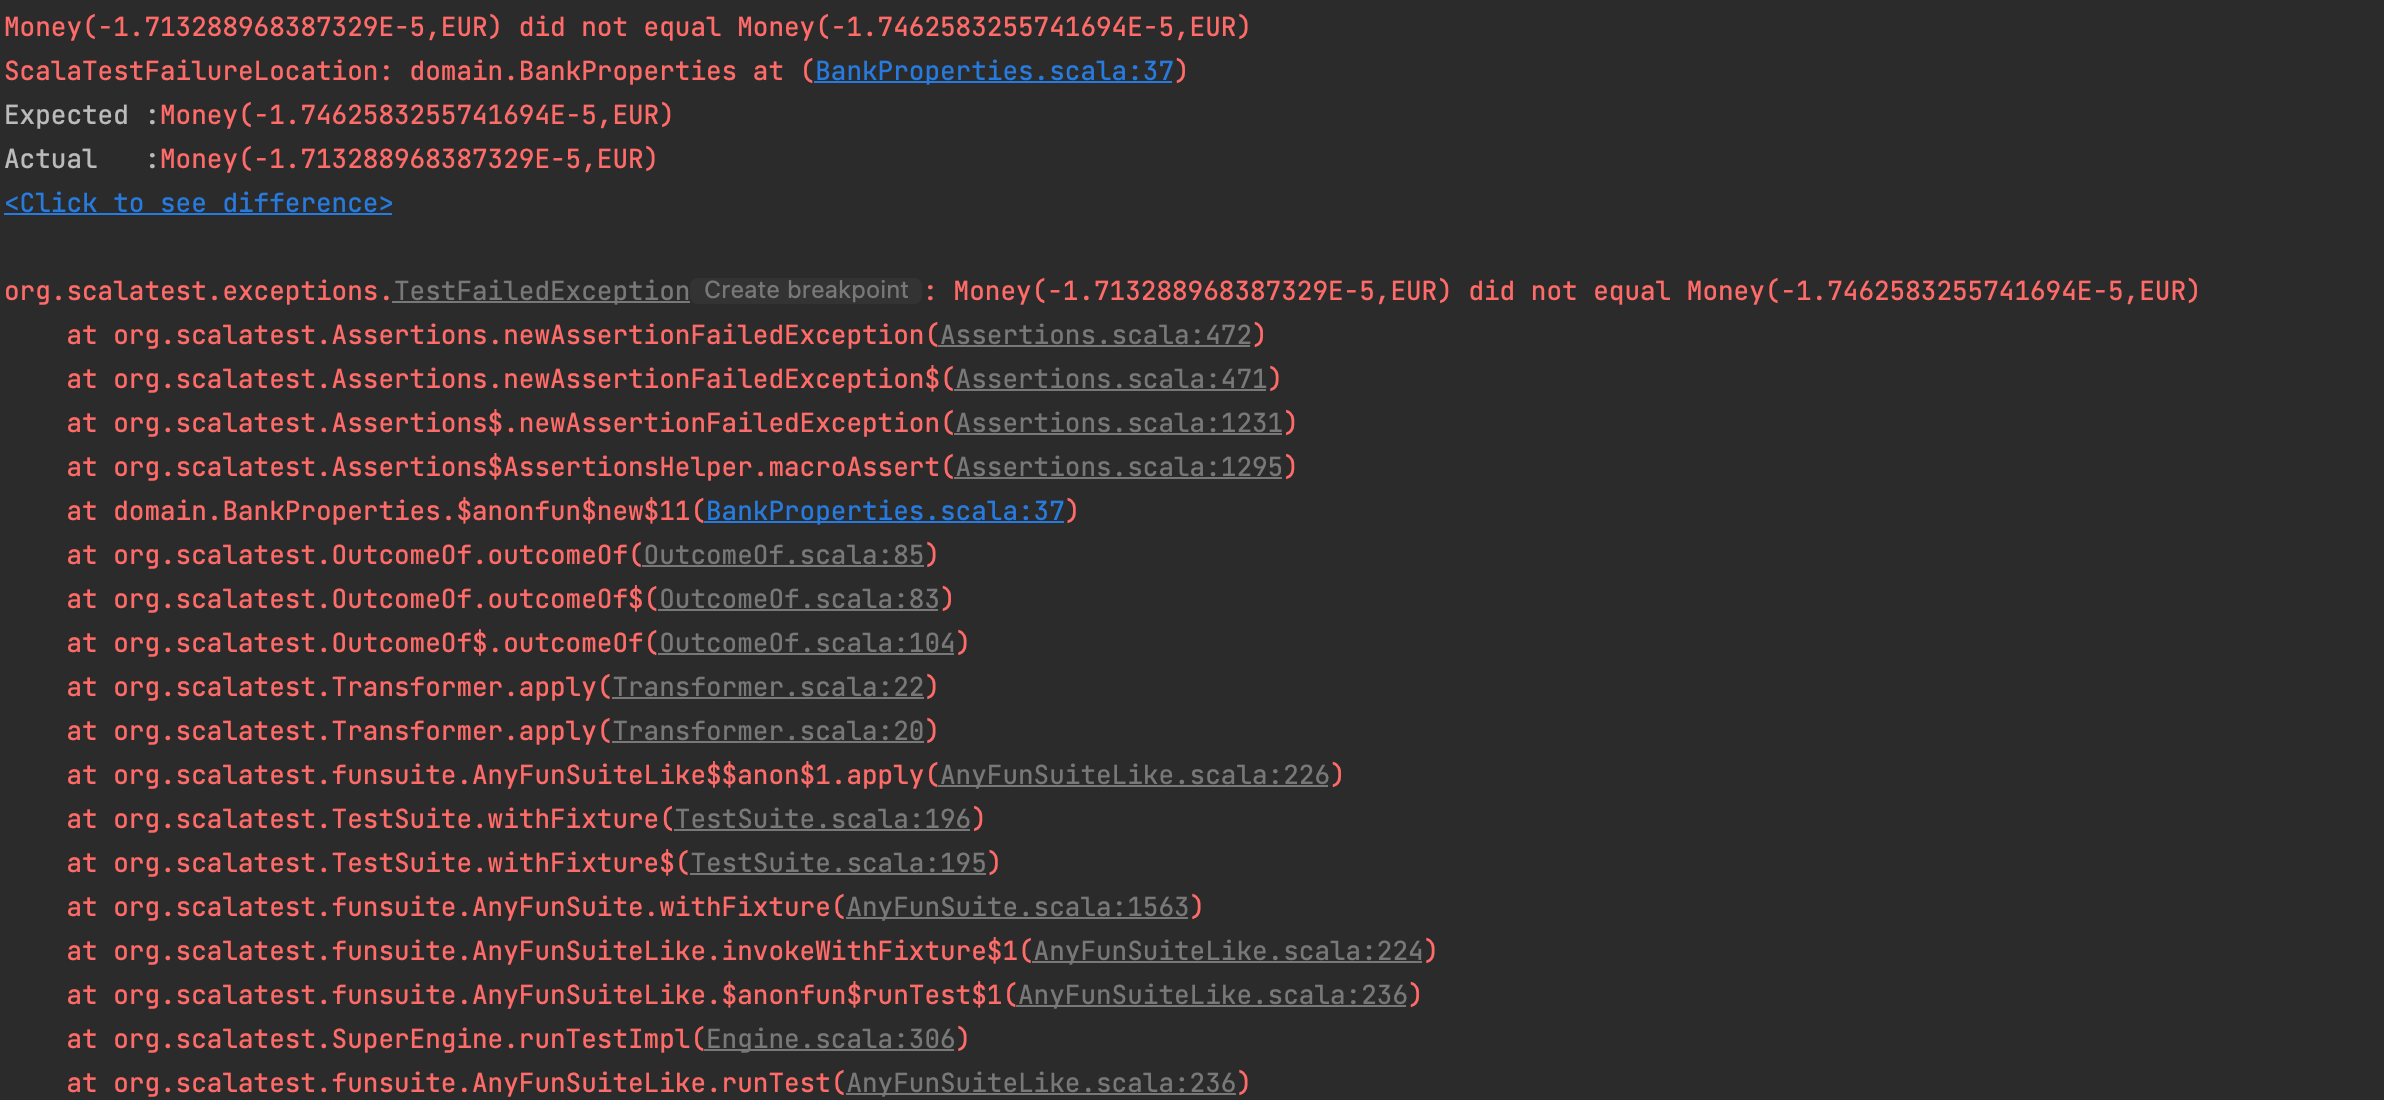 Money(-1.713288968387329E-5,EUR) did not equal Money(-1.7462583255741694E-5,EUR)
ScalaTestFailureLocation: domain.BankProperties at (BankProperties.scala:37)
Expected :Money(-1.7462583255741694E-5,EUR)
Actual   :Money(-1.713288968387329E-5,EUR)
<Click to see difference>
org.scalatest.exceptions.TestFailedException Create breakpoint : Money(-1.713288968387329E-5,EUR) did not equal Money(-1.7462583255741694E-5,EUR)
    at org.scalatest.Assertions.newAssertionFailedException(Assertions.scala:472)
    at org.scalatest.Assertions.newAssertionFailedException$(Assertions.scala:471)
    at org.scalatest.Assertions$.newAssertionFailedException(Assertions.scala:1231)
    at org.scalatest.Assertions$AssertionsHelper.macroAssert(Assertions.scala:1295)
    at domain.BankProperties.$anonfun$new$11(BankProperties.scala:37)
    at org.scalatest.OutcomeOf.outcomeOf(OutcomeOf.scala:85)
    at org.scalatest.OutcomeOf.outcomeOf$(OutcomeOf.scala:83)
    at org.scalatest.OutcomeOf$.outcomeOf(OutcomeOf.scala:104)
    at org.scalatest.Transformer.apply(Transformer.scala:22)
    at org.scalatest.Transformer.apply(Transformer.scala:20)
    at org.scalatest.funsuite.AnyFunSuiteLike$$anon$1.apply(AnyFunSuiteLike.scala:226)
    at org.scalatest.TestSuite.withFixture(TestSuite.scala:196)
    at org.scalatest.TestSuite.withFixture$(TestSuite.scala:195)
    at org.scalatest.funsuite.AnyFunSuite.withFixture(AnyFunSuite.scala:1563)
    at org.scalatest.funsuite.AnyFunSuiteLike.invokeWithFixture$1(AnyFunSuiteLike.scala:224)
    at org.scalatest.funsuite.AnyFunSuiteLike.$anonfun$runTest$1(AnyFunSuiteLike.scala:236)
    at org.scalatest.SuperEngine.runTestImpl(Engine.scala:306)
    at org.scalatest.funsuite.AnyFunSuiteLike.runTest(AnyFunSuiteLike.scala:236)